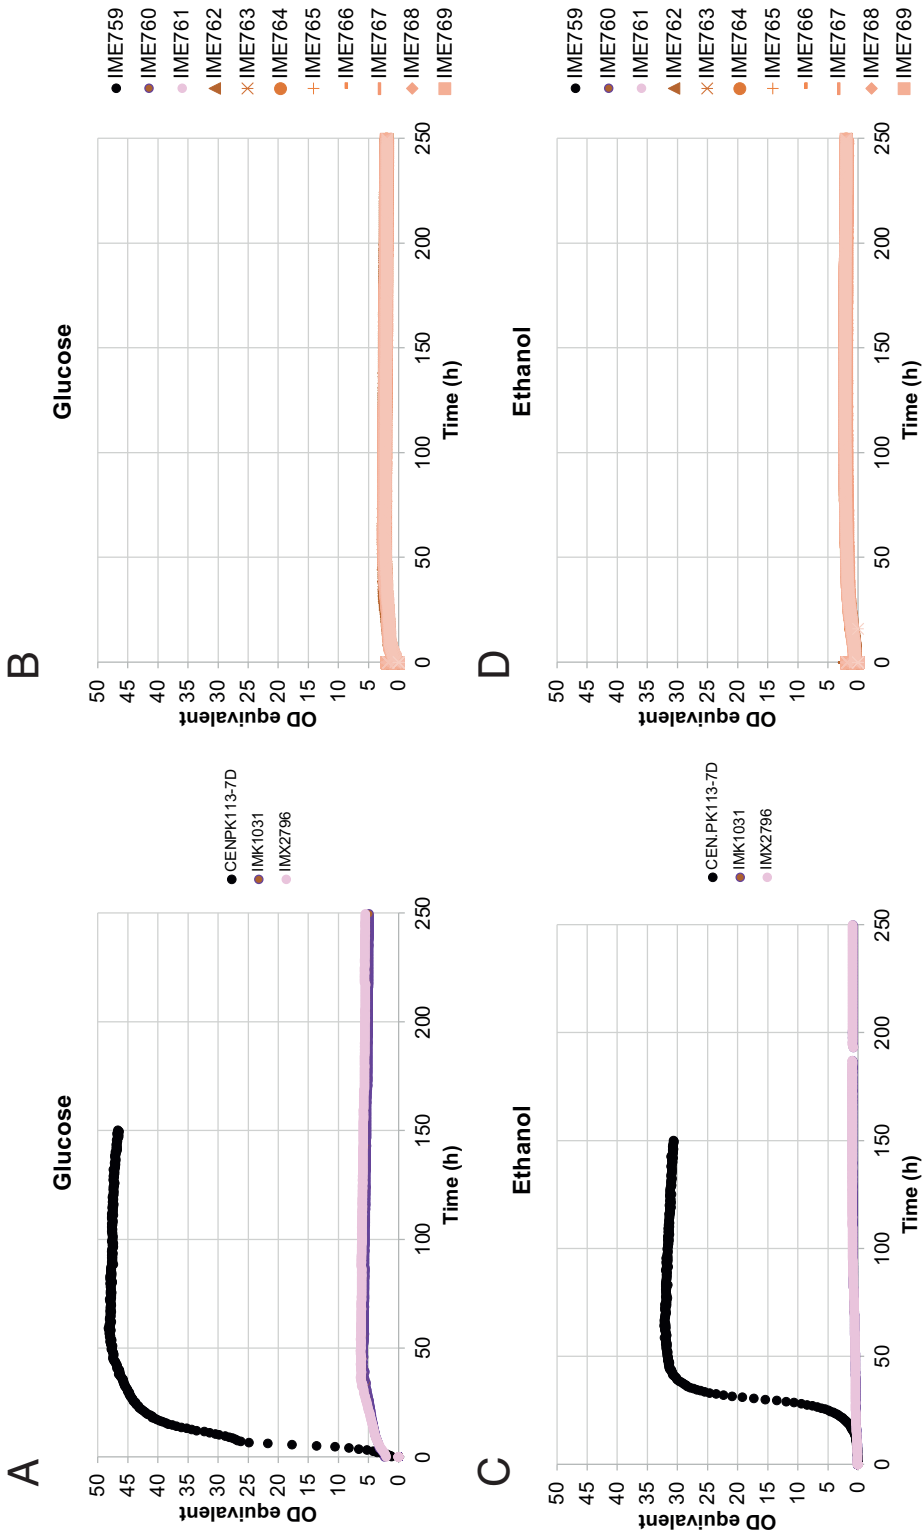 A
Glucose
OD equivalent
50
45
40
35
30
25
20
15
10
5
0
0
50
100
150
200
250
Time (h)
CENPK113-7D
IMK1031
IMX2796
B
Glucose
OD equivalent
50
45
40
35
30
25
20
15
10
5
0
0
50
100
150
200
250
Time (h)
IME759
IME760
IME761
IME762
IME763
IME764
IME765
IME766
IME767
IME768
IME769
C
Ethanol
OD equivalent
50
45
40
35
30
25
20
15
10
5
0
0
50
100
150
200
250
Time (h)
CEN.PK113-7D
IMK1031
IMX2796
D
Ethanol
OD equivalent
50
45
40
35
30
25
20
15
10
5
0
0
50
100
150
200
250
Time (h)
IME759
IME760
IME761
IME762
IME763
IME764
IME765
IME766
IME767
IME768
IME769